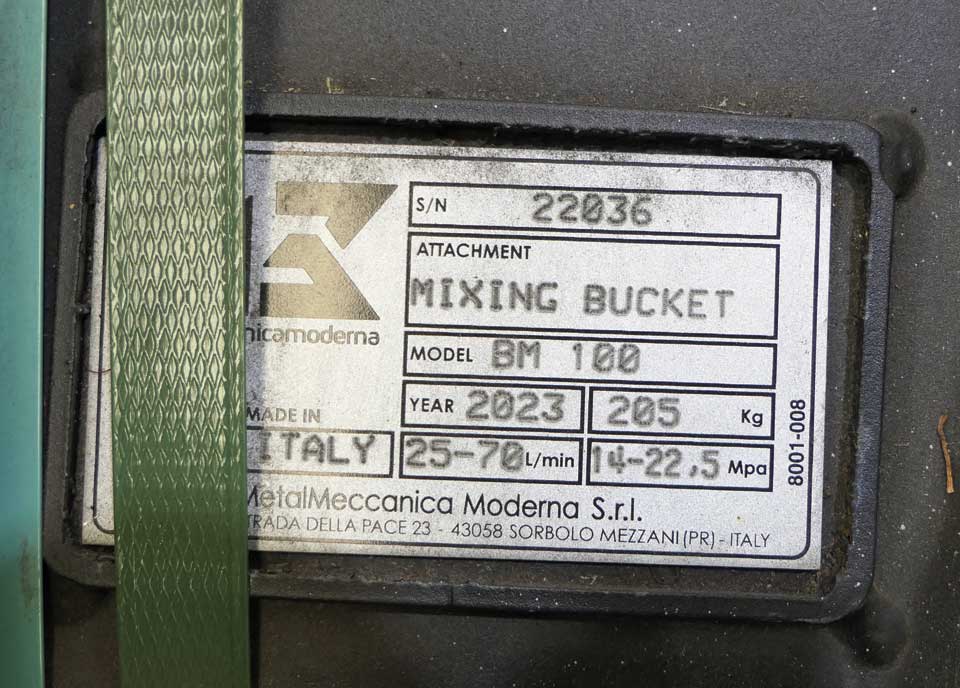 S/N 22036
ATTACHMENT
MIXING BUCKET
nicamoderna
MODEL BM 100
MADE IN
YEAR 2023 205 Kg
ITALY 25-70 L/min 14-22,5 Mpa
8001-008
MetalMeccanica Moderna S.r.l.
TRADA DELLA PACE 23 - 43058 SORBOLO MEZZANI (PR) - ITALY